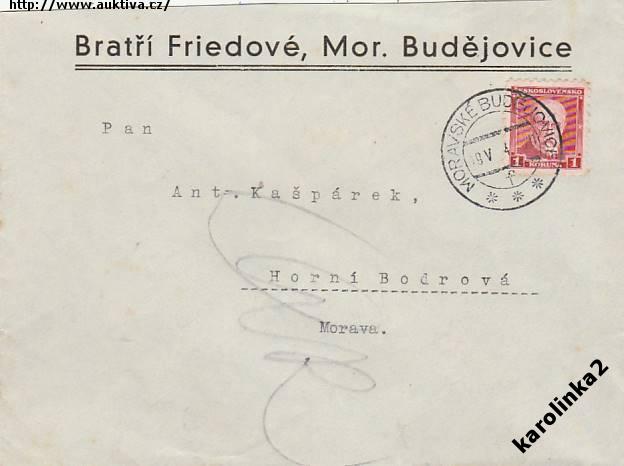 http://www.auktiva.cz/
Bratří Friedové, Mor. Budějovice
ČESKOSLOVENSKO
MORAVSKÉ BUDĚJOVICE
1 KORUNA 1
Pan
Ant. Kašpárek,
Horní Bodrová
Morava.
karolinka2